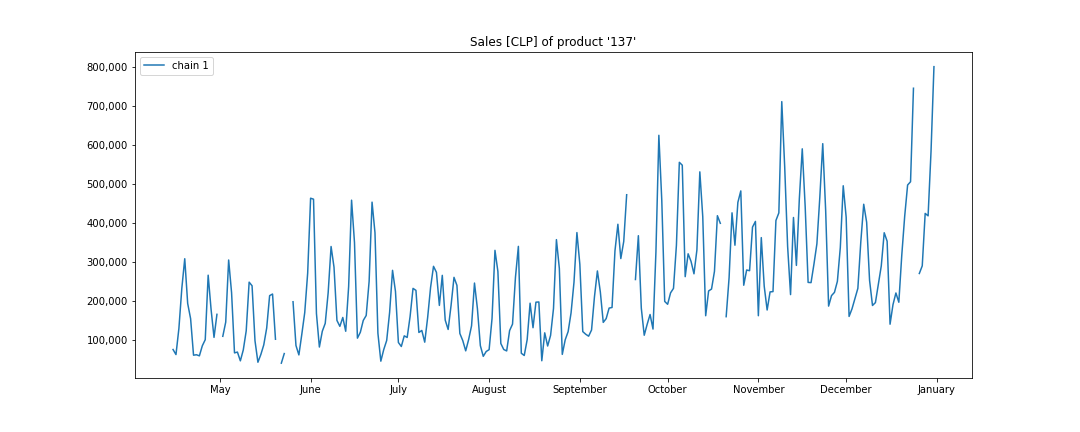 Sales [CLP] of product '137'
chain 1
800,000
700,000
600,000
500,000
400,000
300,000
200,000
100,000
May June July August September October November December January